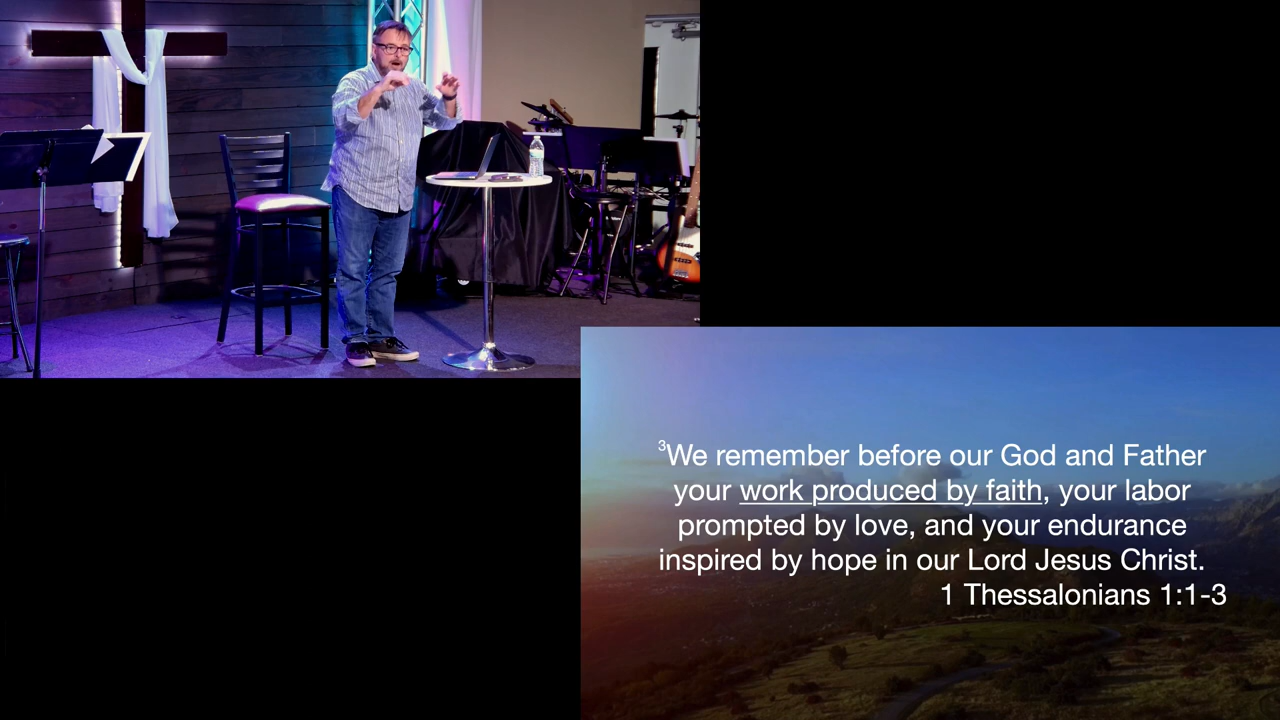 ³We remember before our God and Father
your work produced by faith, your labor
prompted by love, and your endurance
inspired by hope in our Lord Jesus Christ.
1 Thessalonians 1:1-3